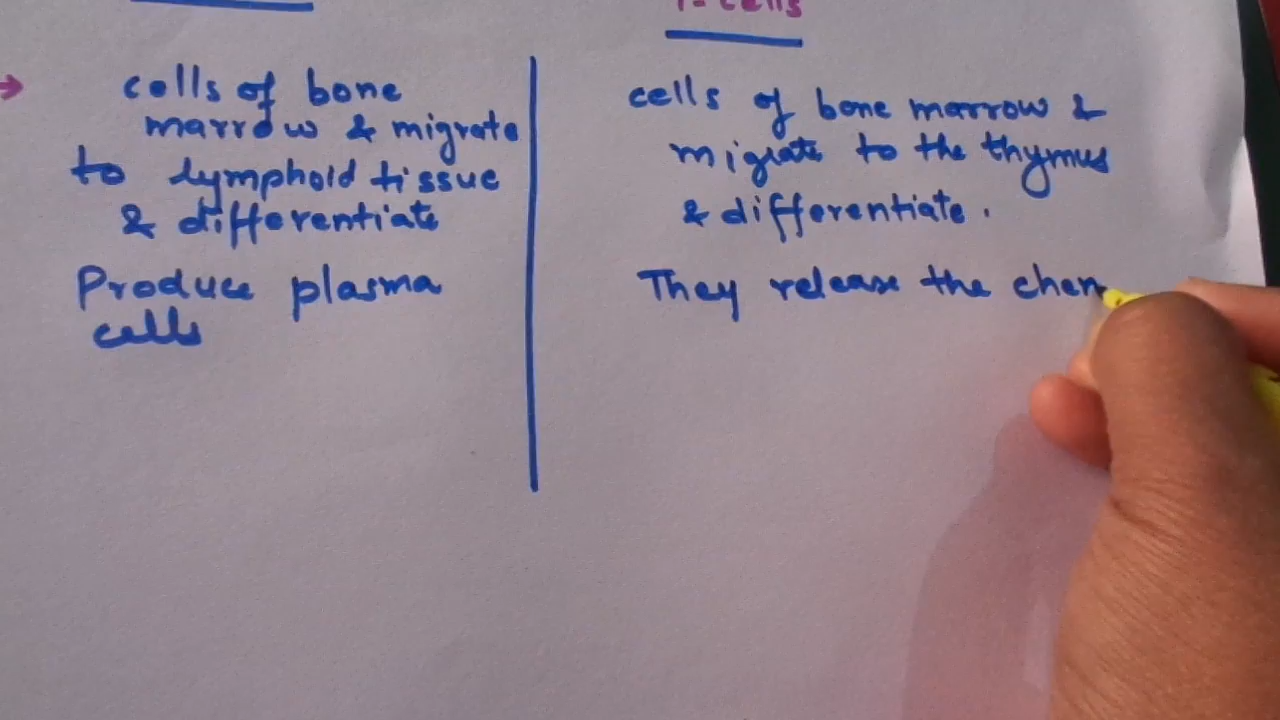 T-cells
cells of bone
marrow & migrate
to lymphoid tissue
& differentiate
Produce plasma
cells
cells of bone marrow &
migrate to the thymus
& differentiate.
They release the chem